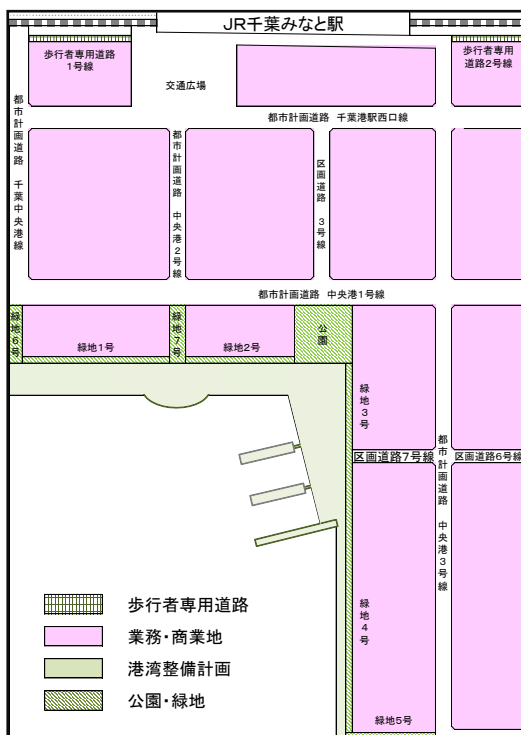 JR千葉みなと駅
歩行者専用道路
1号線
交通広場
歩行者専用
道路2号線
都市計画道路 千葉港駅西口線
都市計画道路 千葉中央港線
都市計画道路 中央港2号線
区画道路 3号線
都市計画道路 中央港1号線
緑地6号
緑地1号
緑地7号
緑地2号
公園
緑地3号
都市計画道路 中央港3号線
区画道路7号線
区画道路6号線
緑地4号
緑地5号
歩行者専用道路
業務・商業地
港湾整備計画
公園・緑地